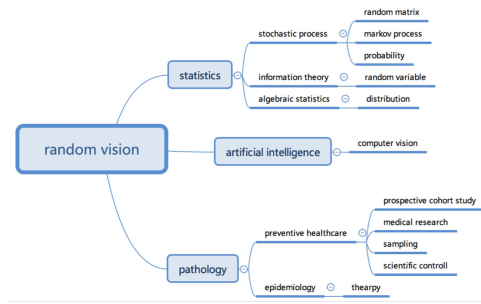 random vision
statistics
stochastic process
random matrix
markov process
probability
information theory
random variable
algebraic statistics
distribution
artificial intelligence
computer vision
pathology
preventive healthcare
prospective cohort study
medical research
sampling
scientific controll
epidemiology
thearpy